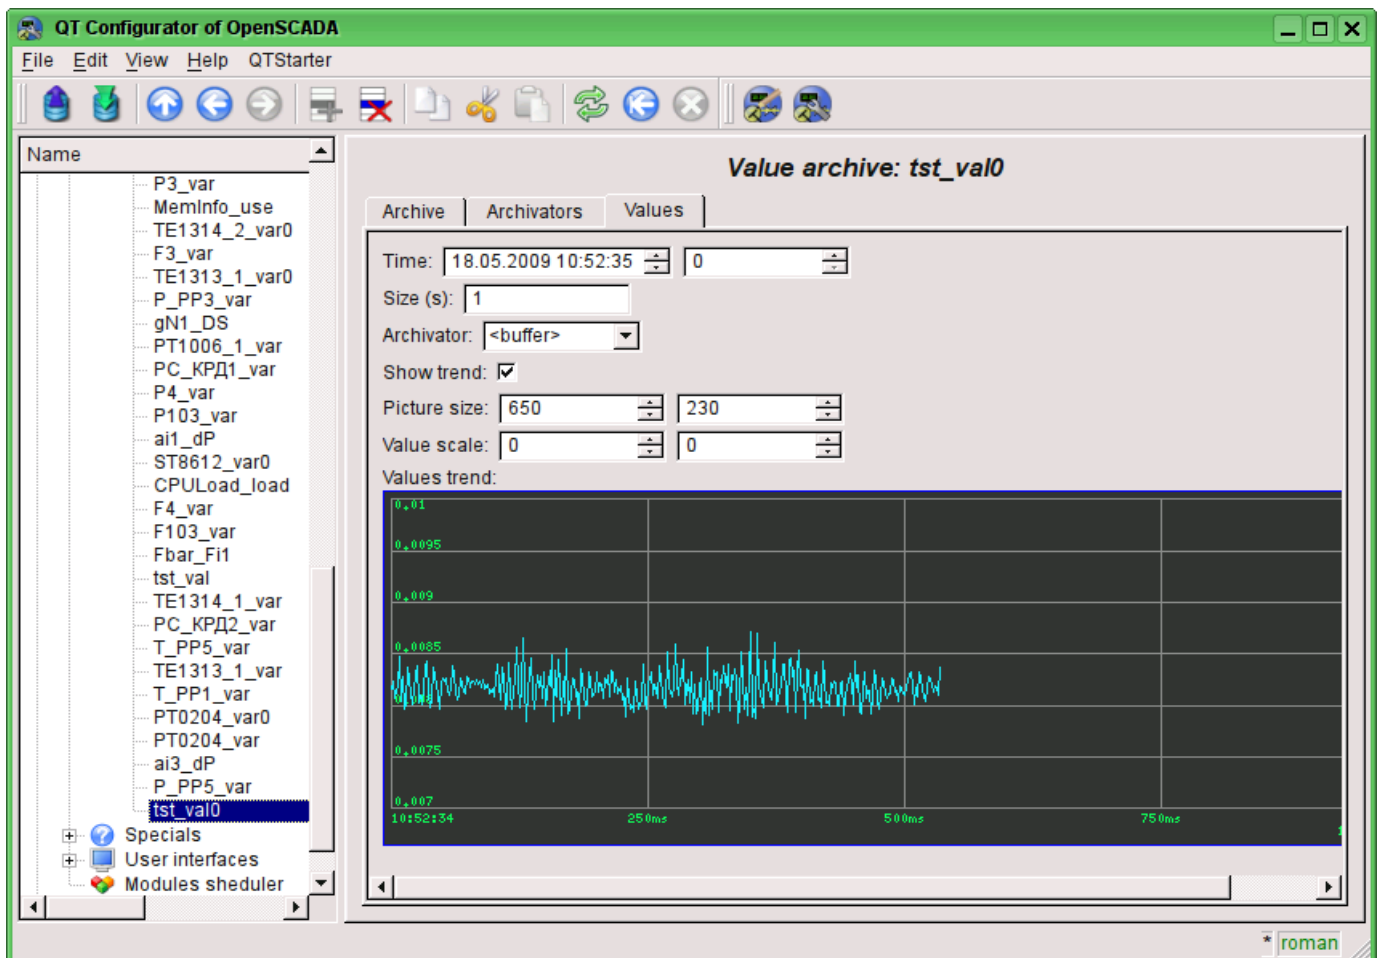 QT Configurator of OpenSCADA
File Edit View Help QTStarter
Name
P3_var
MemInfo_use
TE1314_2_var0
F3_var
TE1313_1_var0
P_PP3_var
gN1_DS
PT1006_1_var
PC_КРД1_var
P4_var
P103_var
ai1_dP
ST8612_var0
CPULoad_load
F4_var
F103_var
Fbar_Fi1
tst_val
TE1314_1_var
PC_КРД2_var
T_PP5_var
TE1313_1_var
T_PP1_var
PT0204_var0
PT0204_var
ai3_dP
P_PP5_var
tst_val0
Specials
User interfaces
Modules sheduler
Value archive: tst_val0
Archive Archivators Values
Time: 18.05.2009 10:52:35 0
Size (s): 1
Archivator: <buffer>
Show trend:
Picture size: 650 230
Value scale: 0 0
Values trend:
0.01
0.0095
0.009
0.0085
0.0075
0.007
10:52:34 250ms 500ms 750ms
* roman